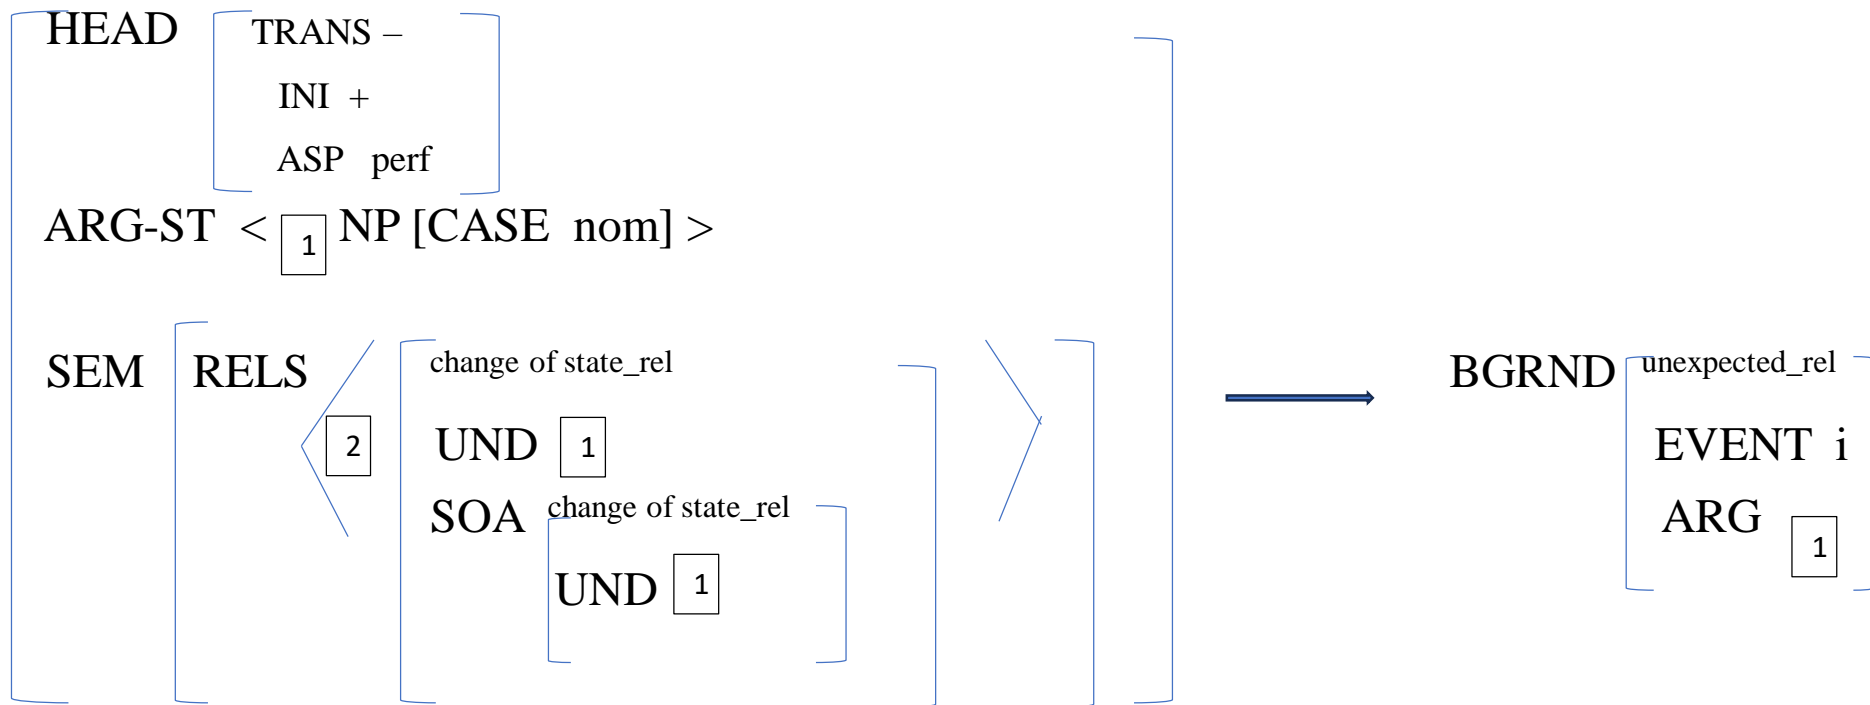 HEAD TRANS –
INI +
ASP perf
ARG-ST < 1 NP [CASE nom] >
SEM RELS 2 change of state_rel
UND 1
SOA change of state_rel
UND 1
BGRND unexpected_rel
EVENT i
ARG 1